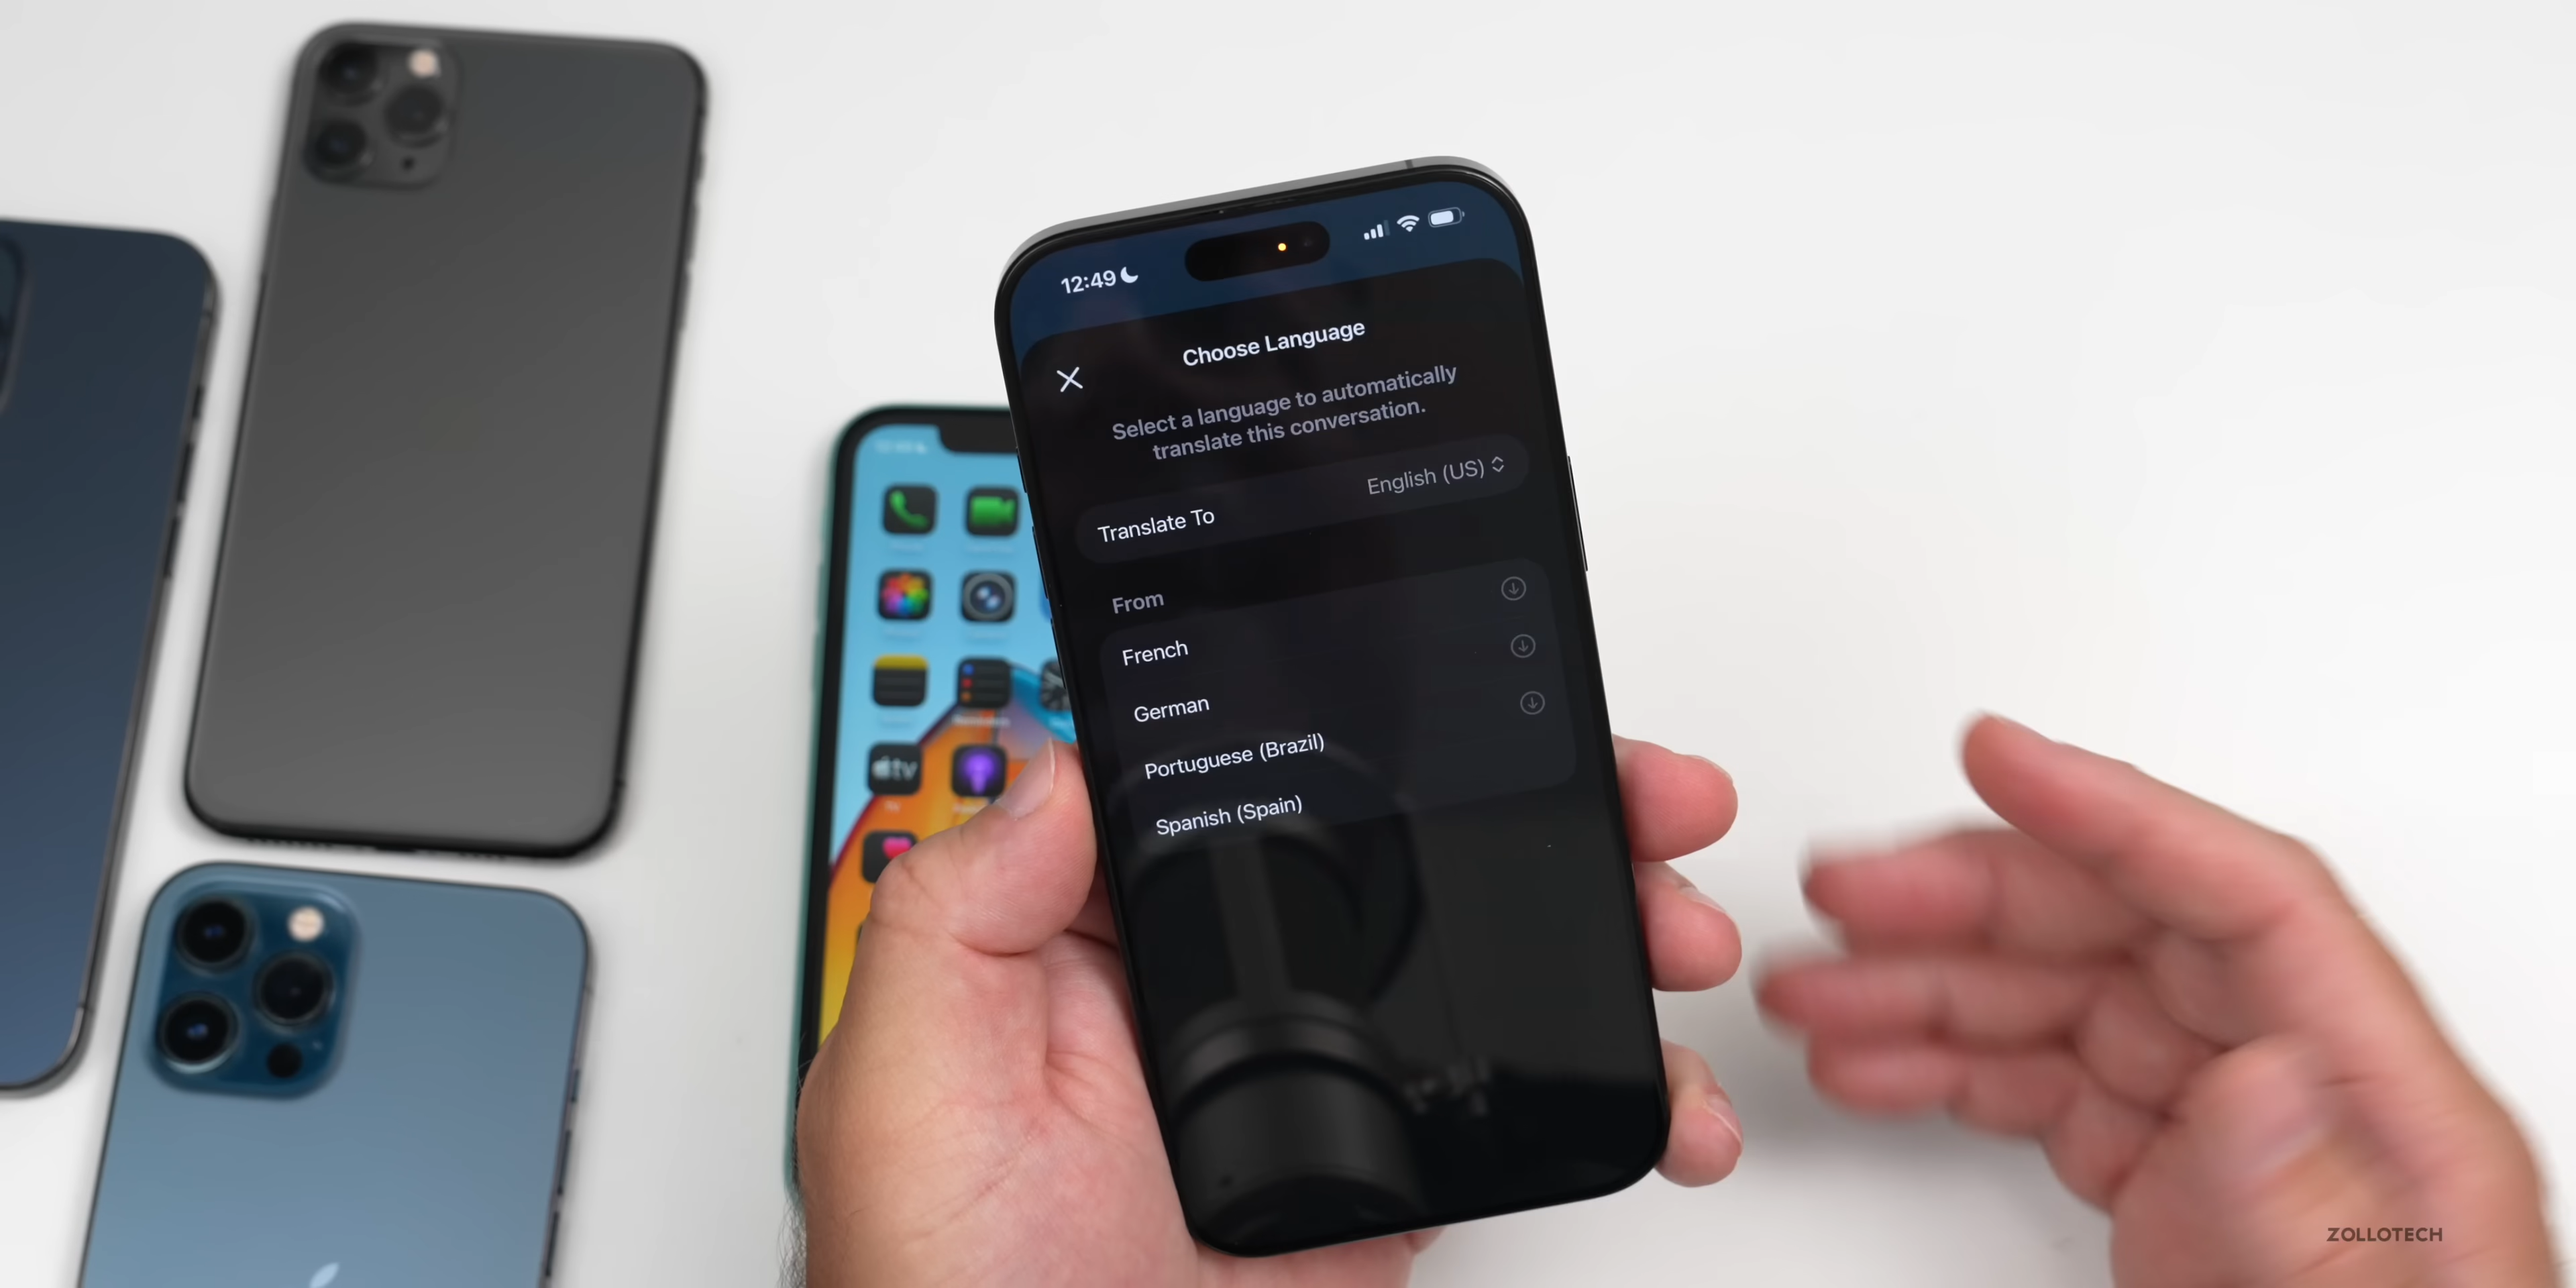 12:49
Choose Language
Select a language to automatically
translate this conversation.
Translate To
English (US)
From
French
German
Portuguese (Brazil)
Spanish (Spain)
tv
ZOLLOTECH